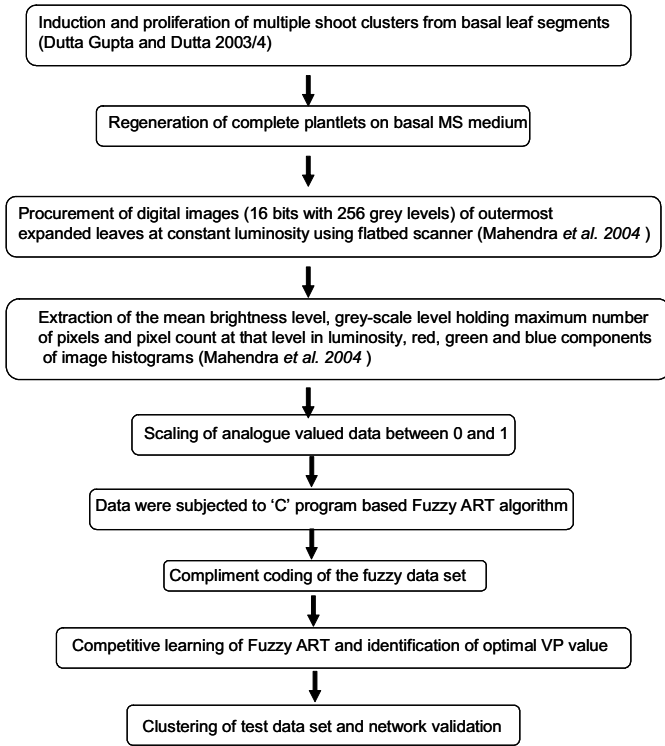 Induction and proliferation of multiple shoot clusters from basal leaf segments
(Dutta Gupta and Dutta 2003/4)
Regeneration of complete plantlets on basal MS medium
Procurement of digital images (16 bits with 256 grey levels) of outermost
expanded leaves at constant luminosity using flatbed scanner (Mahendra et al. 2004 )
Extraction of the mean brightness level, grey-scale level holding maximum number
of pixels and pixel count at that level in luminosity, red, green and blue components
of image histograms (Mahendra et al. 2004 )
Scaling of analogue valued data between 0 and 1
Data were subjected to ‘C’ program based Fuzzy ART algorithm
Compliment coding of the fuzzy data set
Competitive learning of Fuzzy ART and identification of optimal VP value
Clustering of test data set and network validation